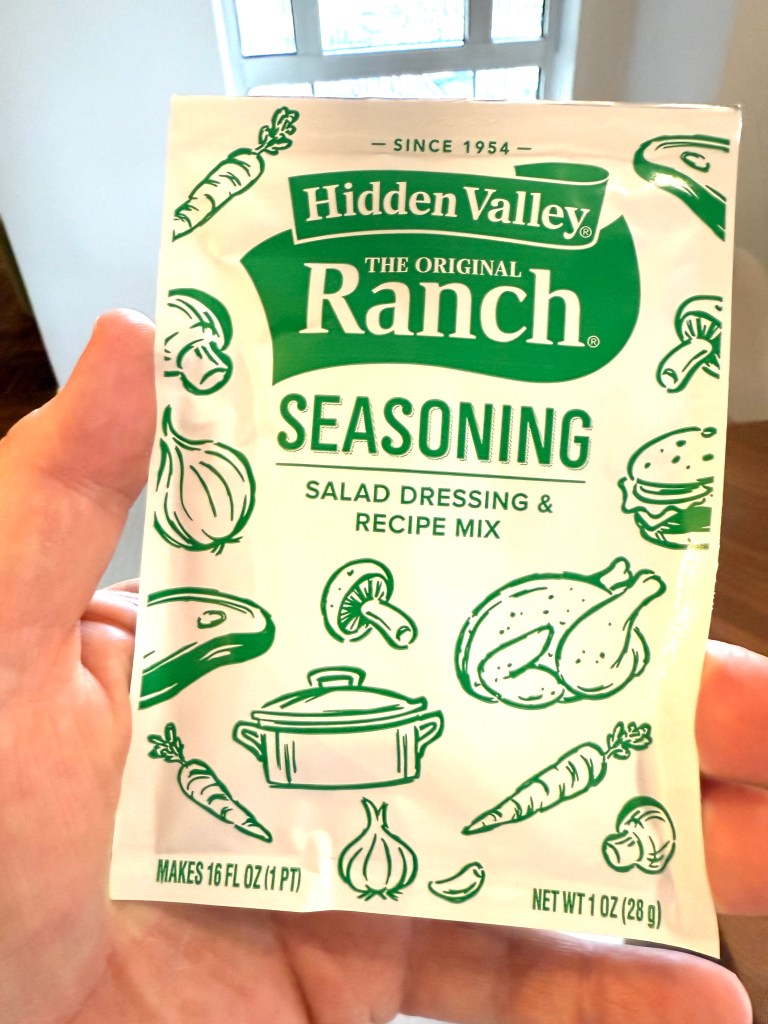 — SINCE 1954 —
Hidden Valley®
THE ORIGINAL
Ranch®
SEASONING
SALAD DRESSING &
RECIPE MIX
MAKES 16 FL OZ (1 PT)
NET WT 1 OZ (28 g)